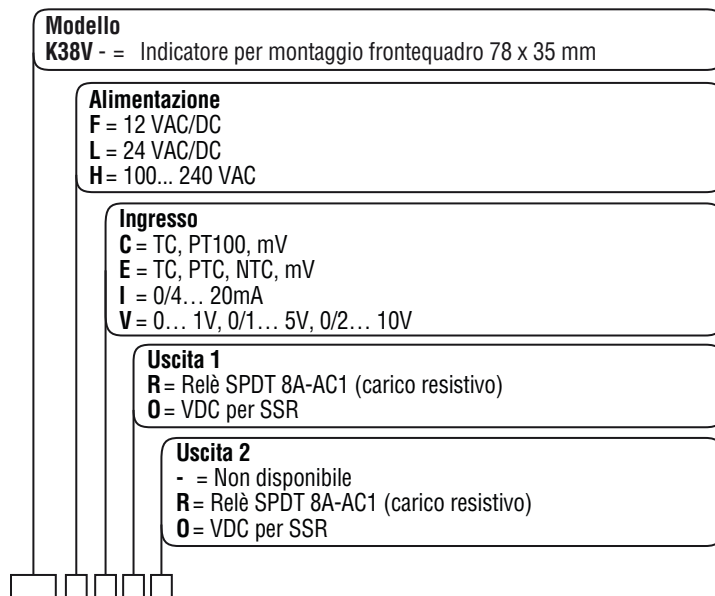 Modello
K38V - = Indicatore per montaggio frontequadro 78 x 35 mm
Alimentazione
F = 12 VAC/DC
L = 24 VAC/DC
H = 100... 240 VAC
Ingresso
C = TC, PT100, mV
E = TC, PTC, NTC, mV
I = 0/4… 20mA
V = 0… 1V, 0/1… 5V, 0/2… 10V
Uscita 1
R = Relè SPDT 8A-AC1 (carico resistivo)
O = VDC per SSR
Uscita 2
- = Non disponibile
R = Relè SPDT 8A-AC1 (carico resistivo)
O = VDC per SSR